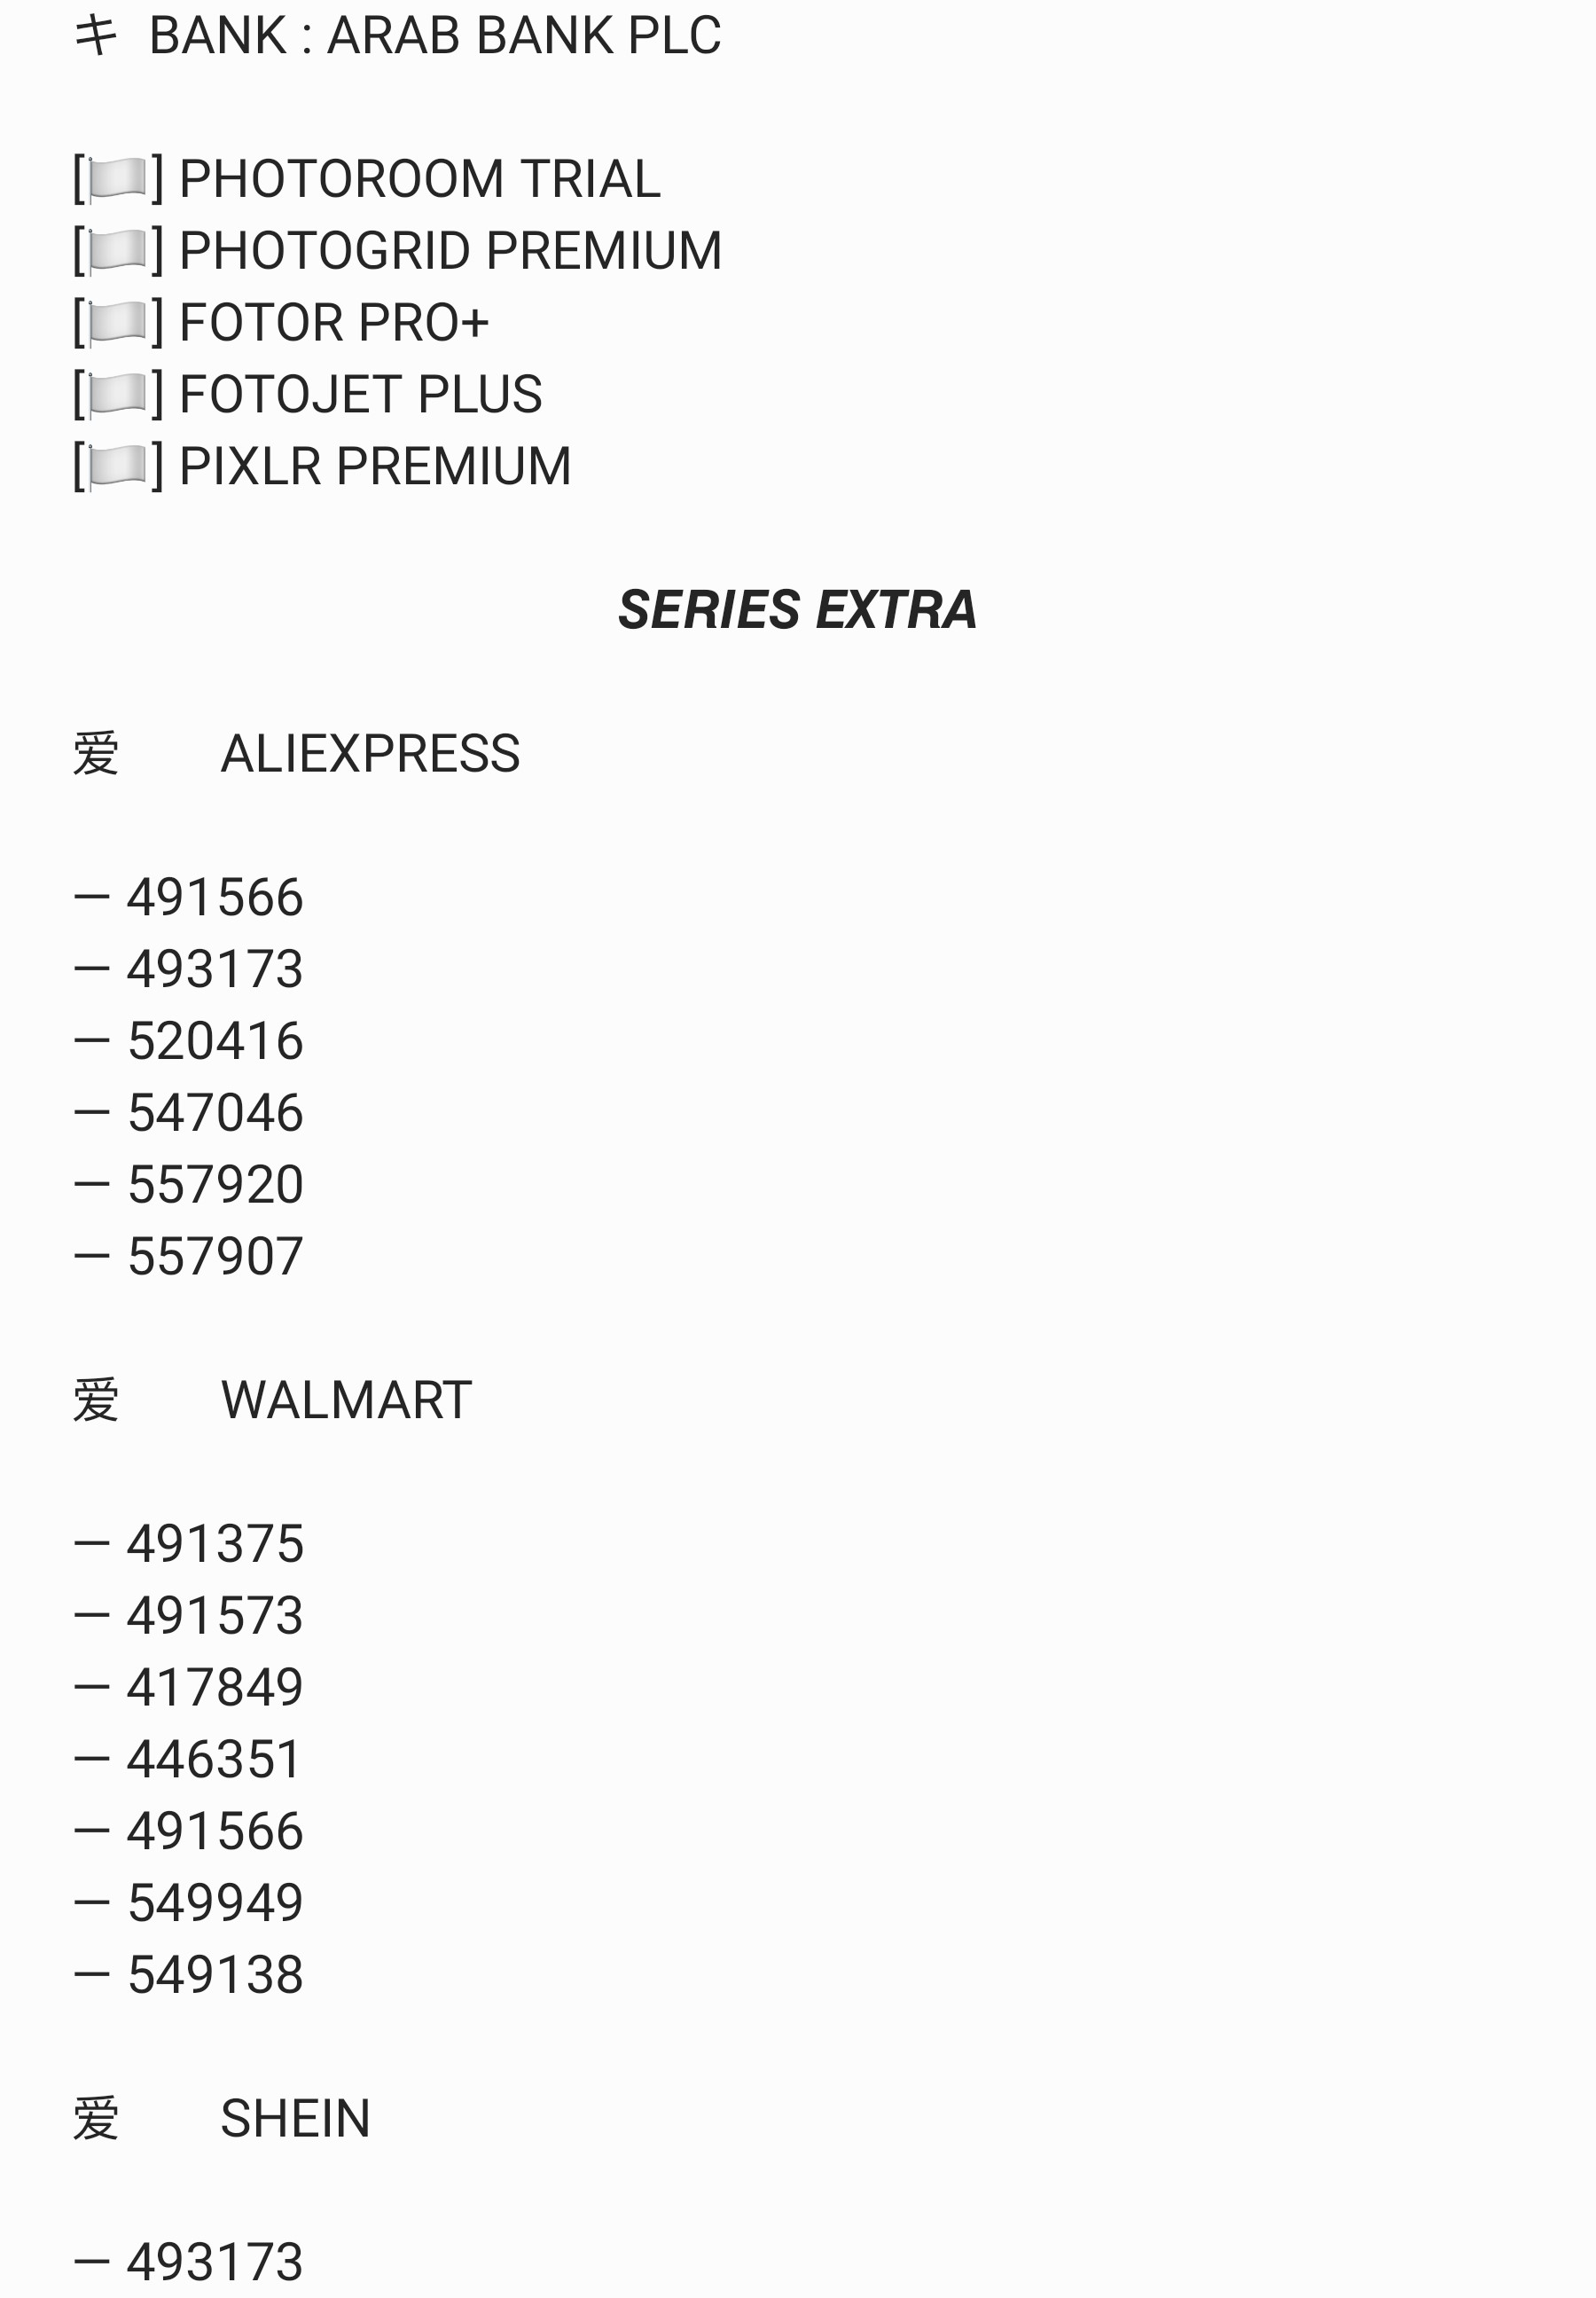 キ BANK : ARAB BANK PLC
[🏳️] PHOTOROOM TRIAL
[🏳️] PHOTOGRID PREMIUM
[🏳️] FOTOR PRO+
[🏳️] FOTOJET PLUS
[🏳️] PIXLR PREMIUM
SERIES EXTRA
爱 ALIEXPRESS
— 491566
— 493173
— 520416
— 547046
— 557920
— 557907
爱 WALMART
— 491375
— 491573
— 417849
— 446351
— 491566
— 549949
— 549138
爱 SHEIN
— 493173